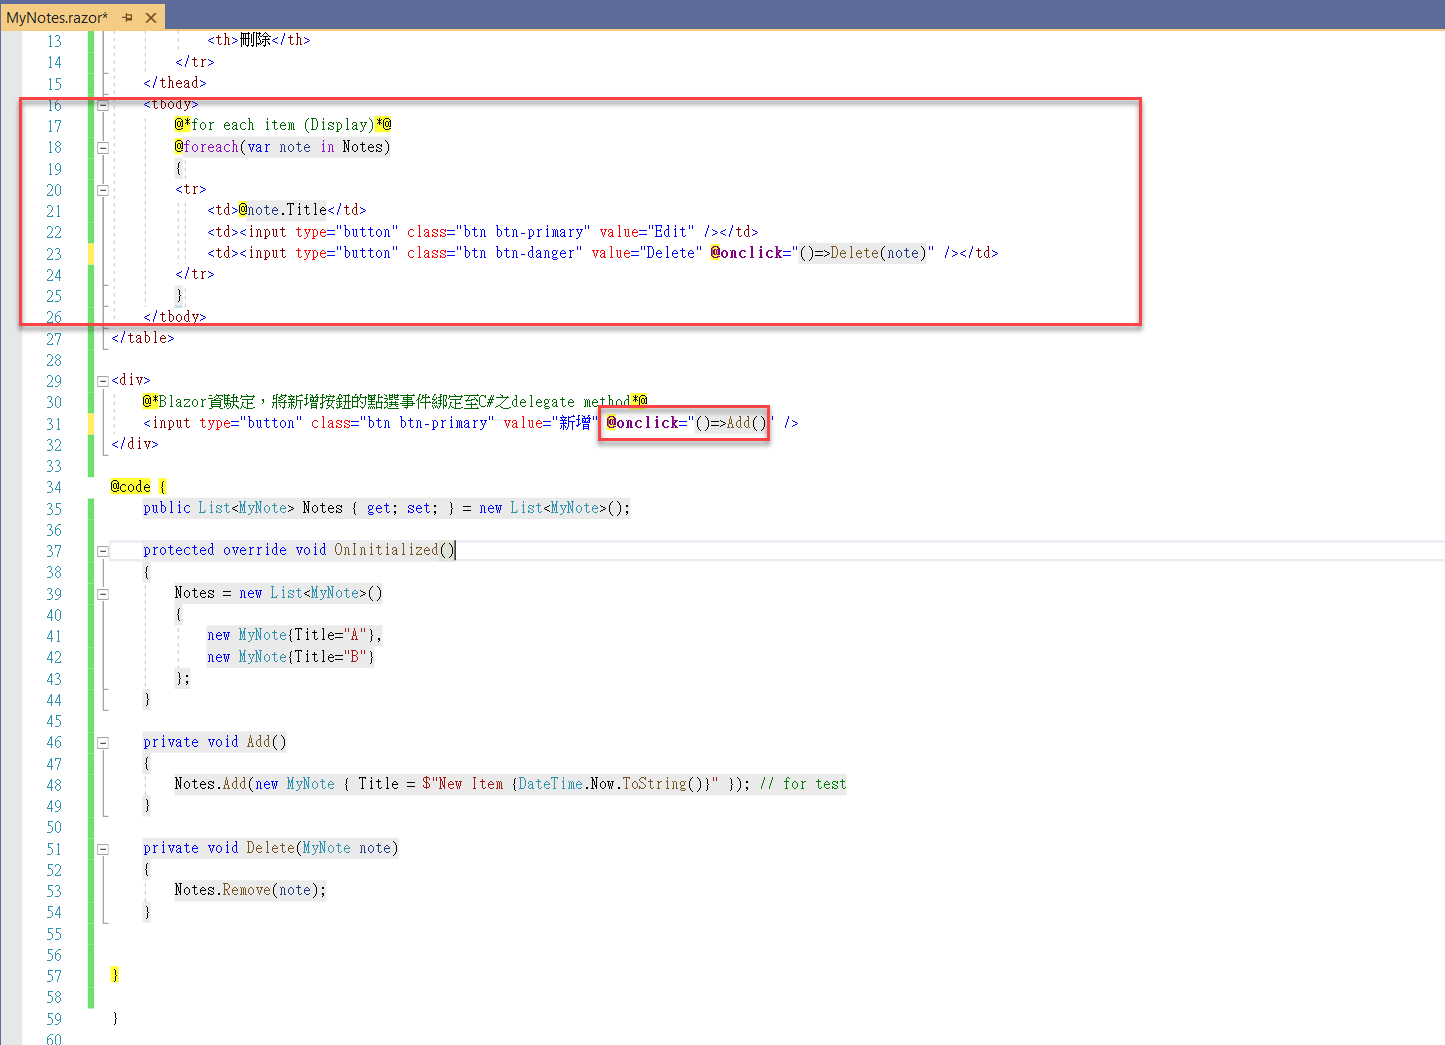 MyNotes.razor*
13 <th>刪除</th>
14 </tr>
15 </thead>
16 <tbody>
17 @*for each item (Display)*@
18 @foreach(var note in Notes)
19 {
20 <tr>
21 <td>@note.Title</td>
22 <td><input type="button" class="btn btn-primary" value="Edit" /></td>
23 <td><input type="button" class="btn btn-danger" value="Delete" @onclick="()=>Delete(note)" /></td>
24 </tr>
25 }
26 </tbody>
27 </table>
28
29 <div>
30 @*Blazor資駃定，將新增按鈕的點選事件綁定至C#之delegate method*@
31 <input type="button" class="btn btn-primary" value="新增" @onclick="()=>Add()" />
32 </div>
33
34 @code {
35 public List<MyNote> Notes { get; set; } = new List<MyNote>();
36
37 protected override void OnInitialized()
38 {
39 Notes = new List<MyNote>()
40 {
41 new MyNote{Title="A"},
42 new MyNote{Title="B"}
43 };
44 }
45
46 private void Add()
47 {
48 Notes.Add(new MyNote { Title = $"New Item {DateTime.Now.ToString()}" }); // for test
49 }
50
51 private void Delete(MyNote note)
52 {
53 Notes.Remove(note);
54 }
55
56
57 }
58
59 }
60